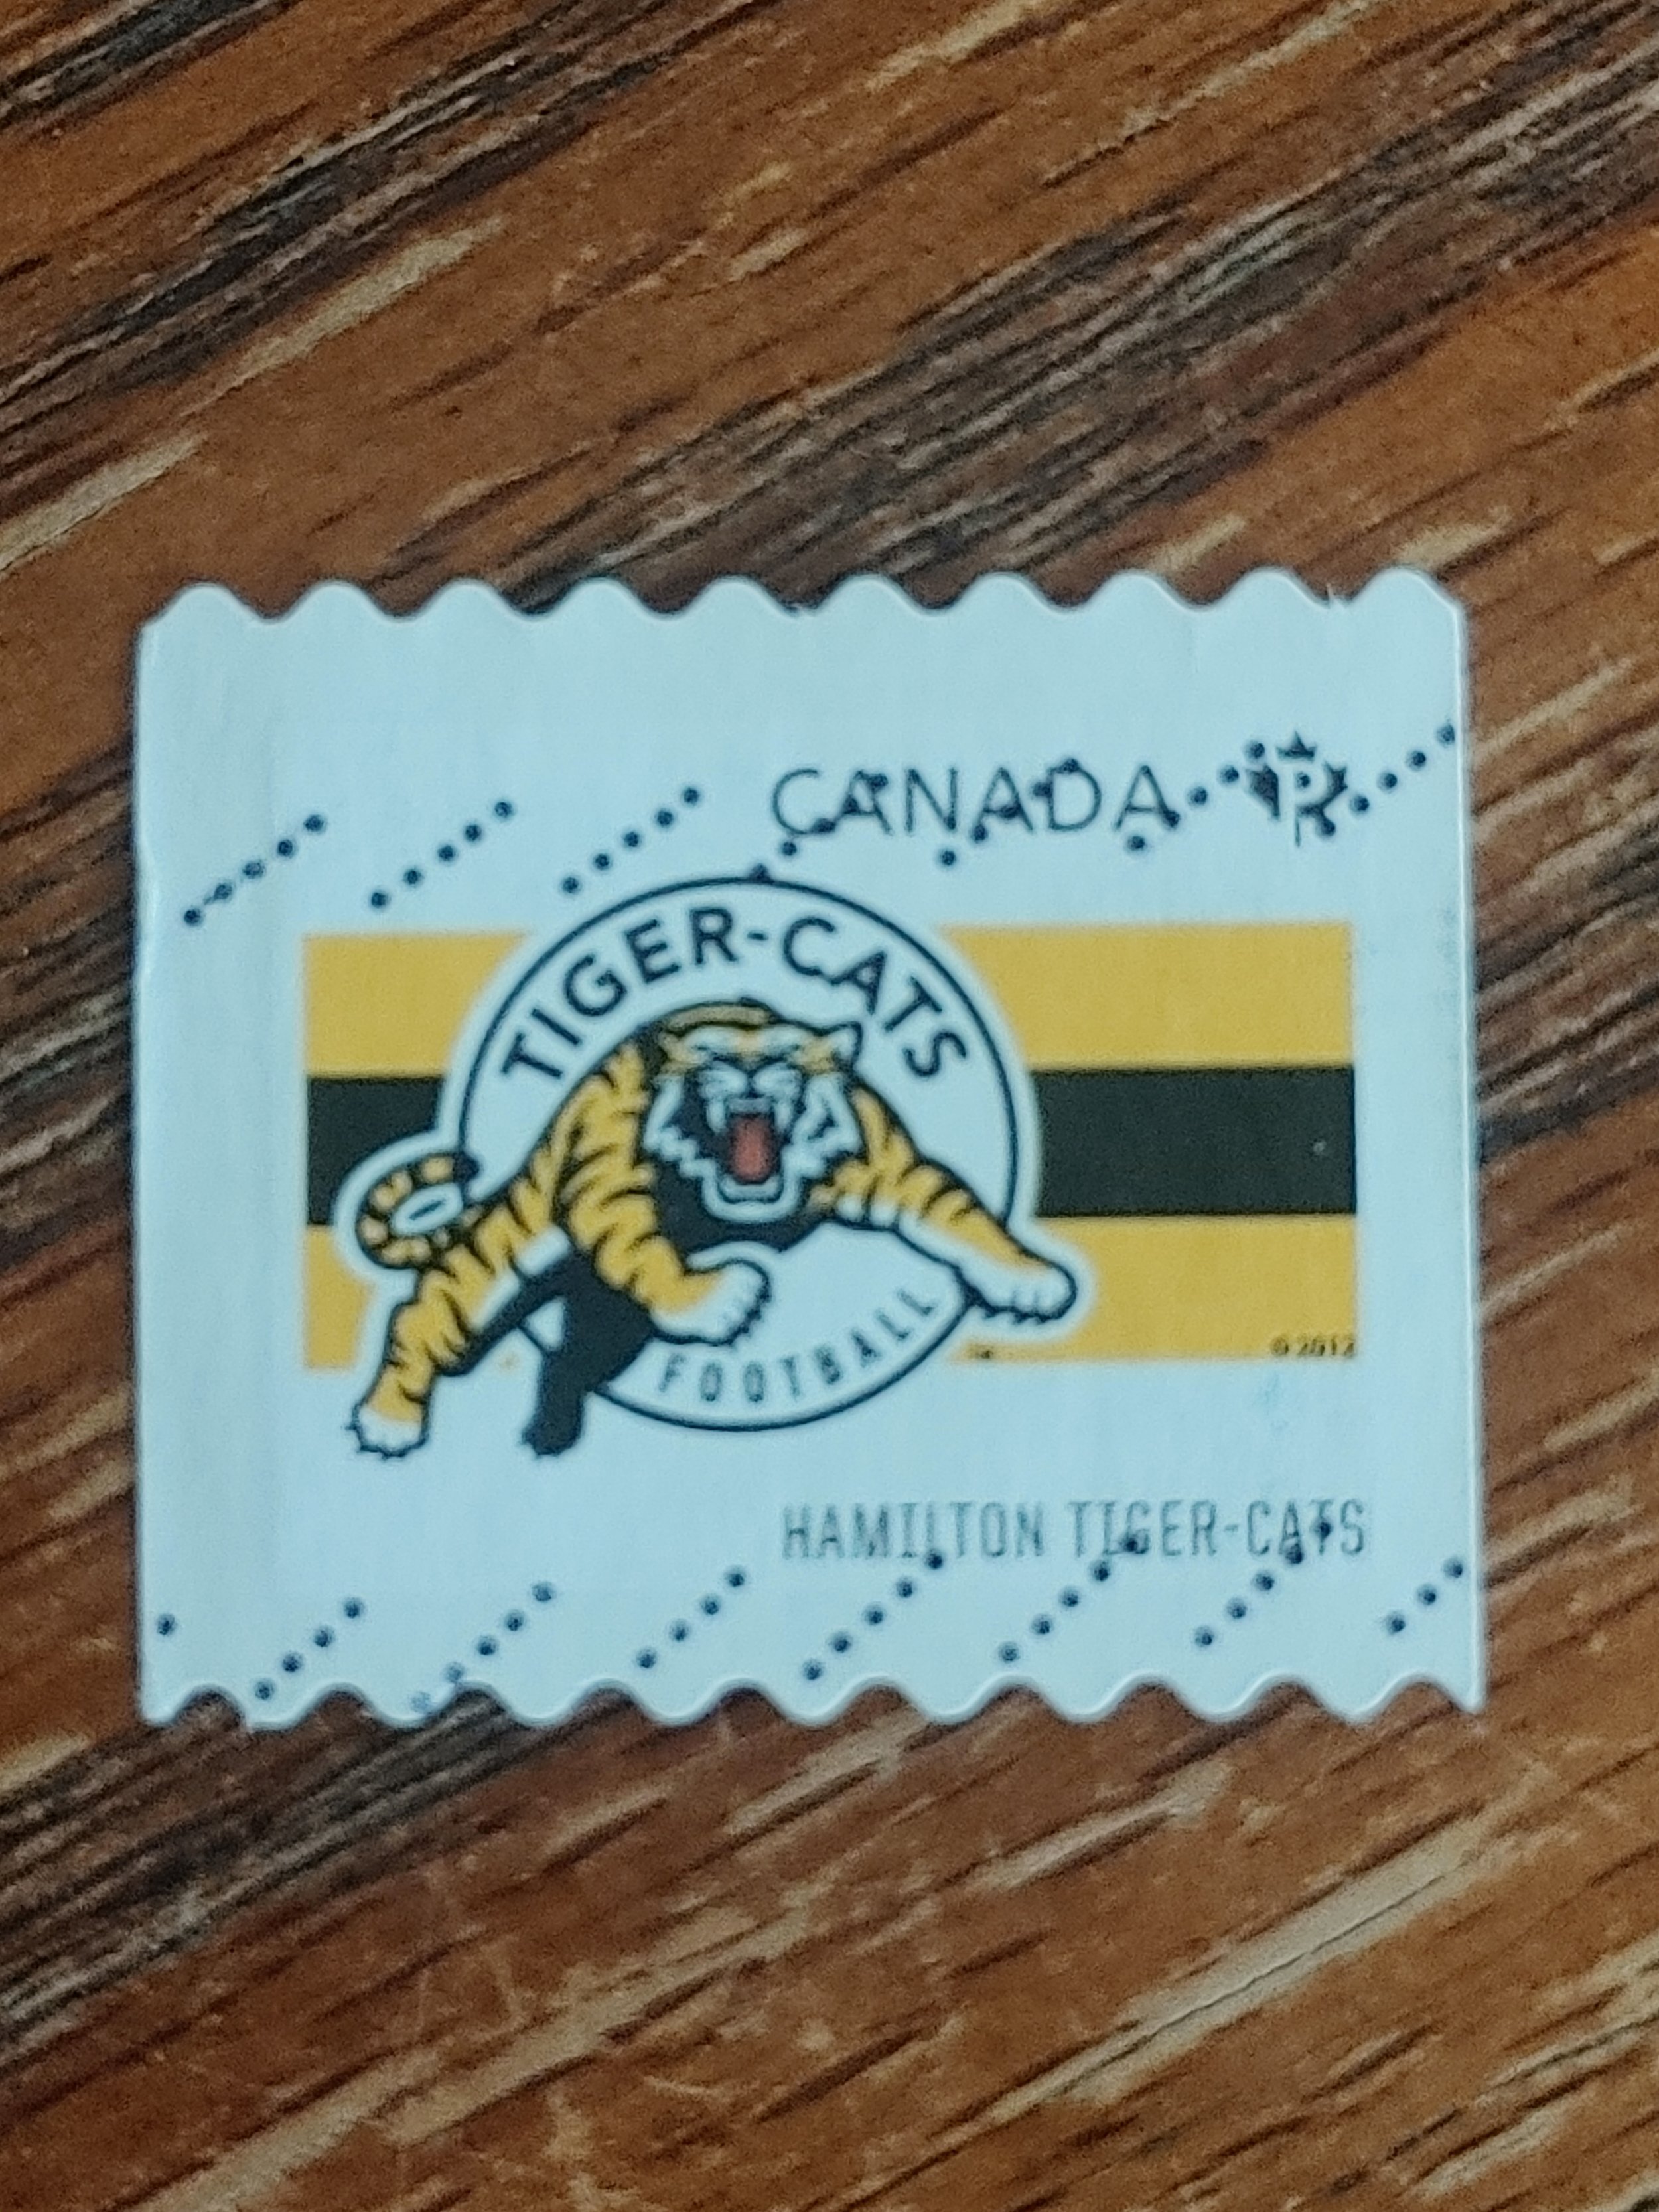 CANADA P
TIGER-CATS
FOOTBALL
©2012
HAMILTON TIGER-CATS